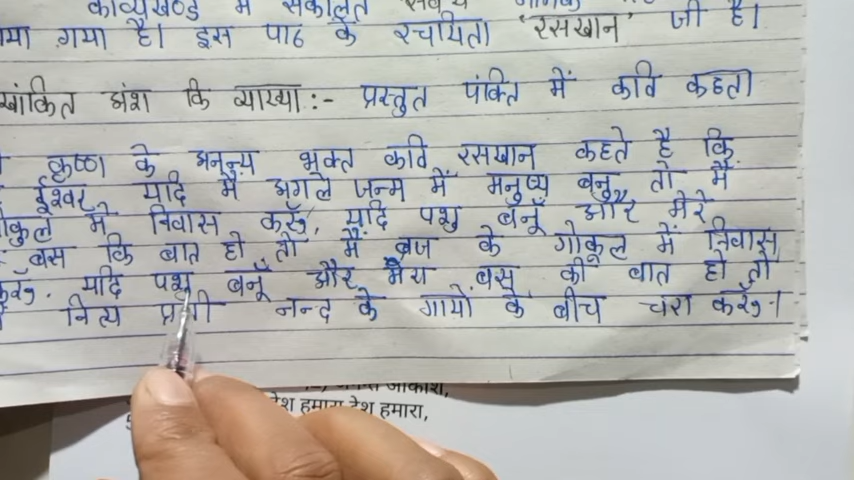 काव्यखण्ड में संकलित
गया गया है। इस पाठ के रचयिता 'रसखान' जी है।
खांकित अंश कि व्याख्या:- प्रस्तुत पंक्ति में कवि कहता
कृष्ण के अनन्य भक्त कवि रसखान कहते है कि
ईश्वर यदि मैं अगले जन्म में मनुष्य बनु तो मैं
ोकुल में निवास करूँ, यदि पशु बनूँ और मेरे
बस कि बात हो तो मैं ब्रज के गोकूल में निवास
करूँ. यदि पशु बनूँ और मेरा बस की बात हो तो
नित्य प्रती नन्द के गायो के बीच चरा करूँ।
देश हमारा देश हमारा,